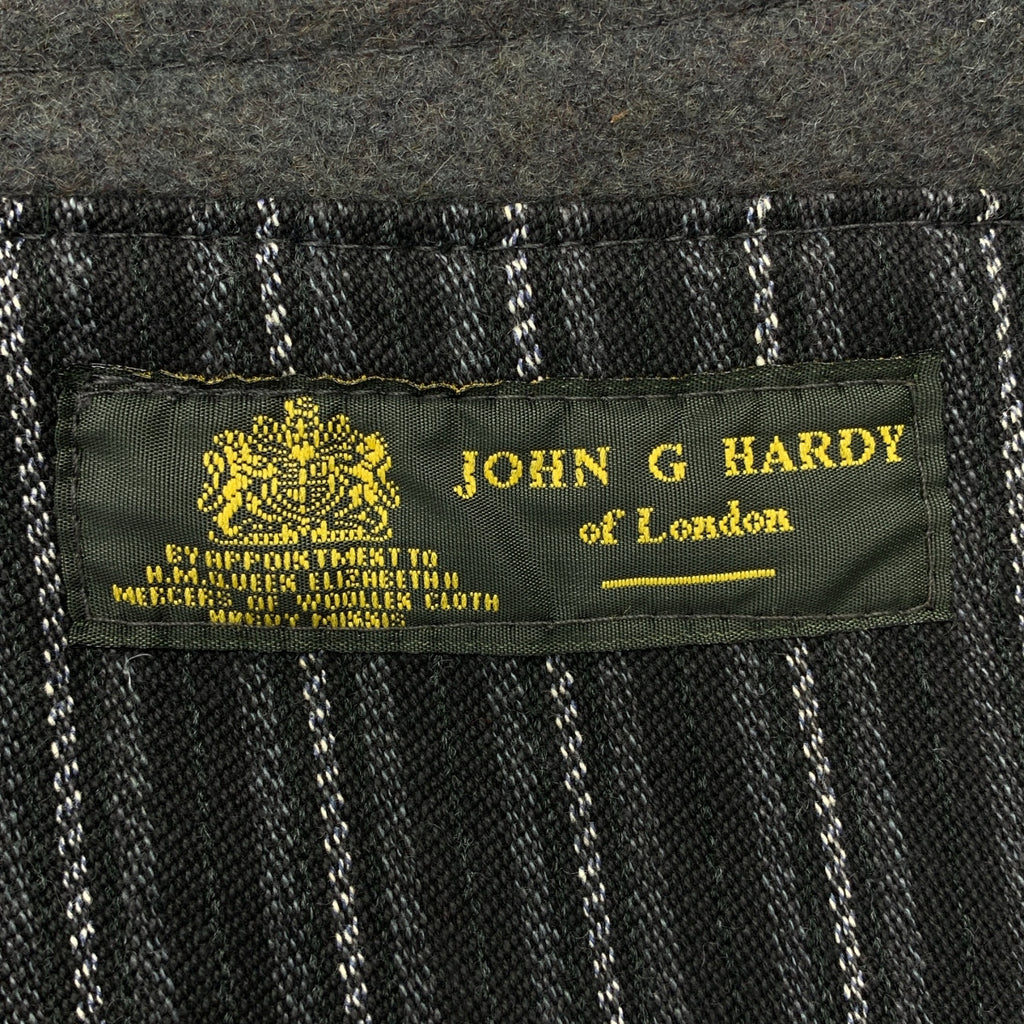 BY APPOINTMENT TO
H.M. QUEEN ELIZABETH II
MERCERS OF WOOLLEN CLOTH
JOHN G HARDY
of London